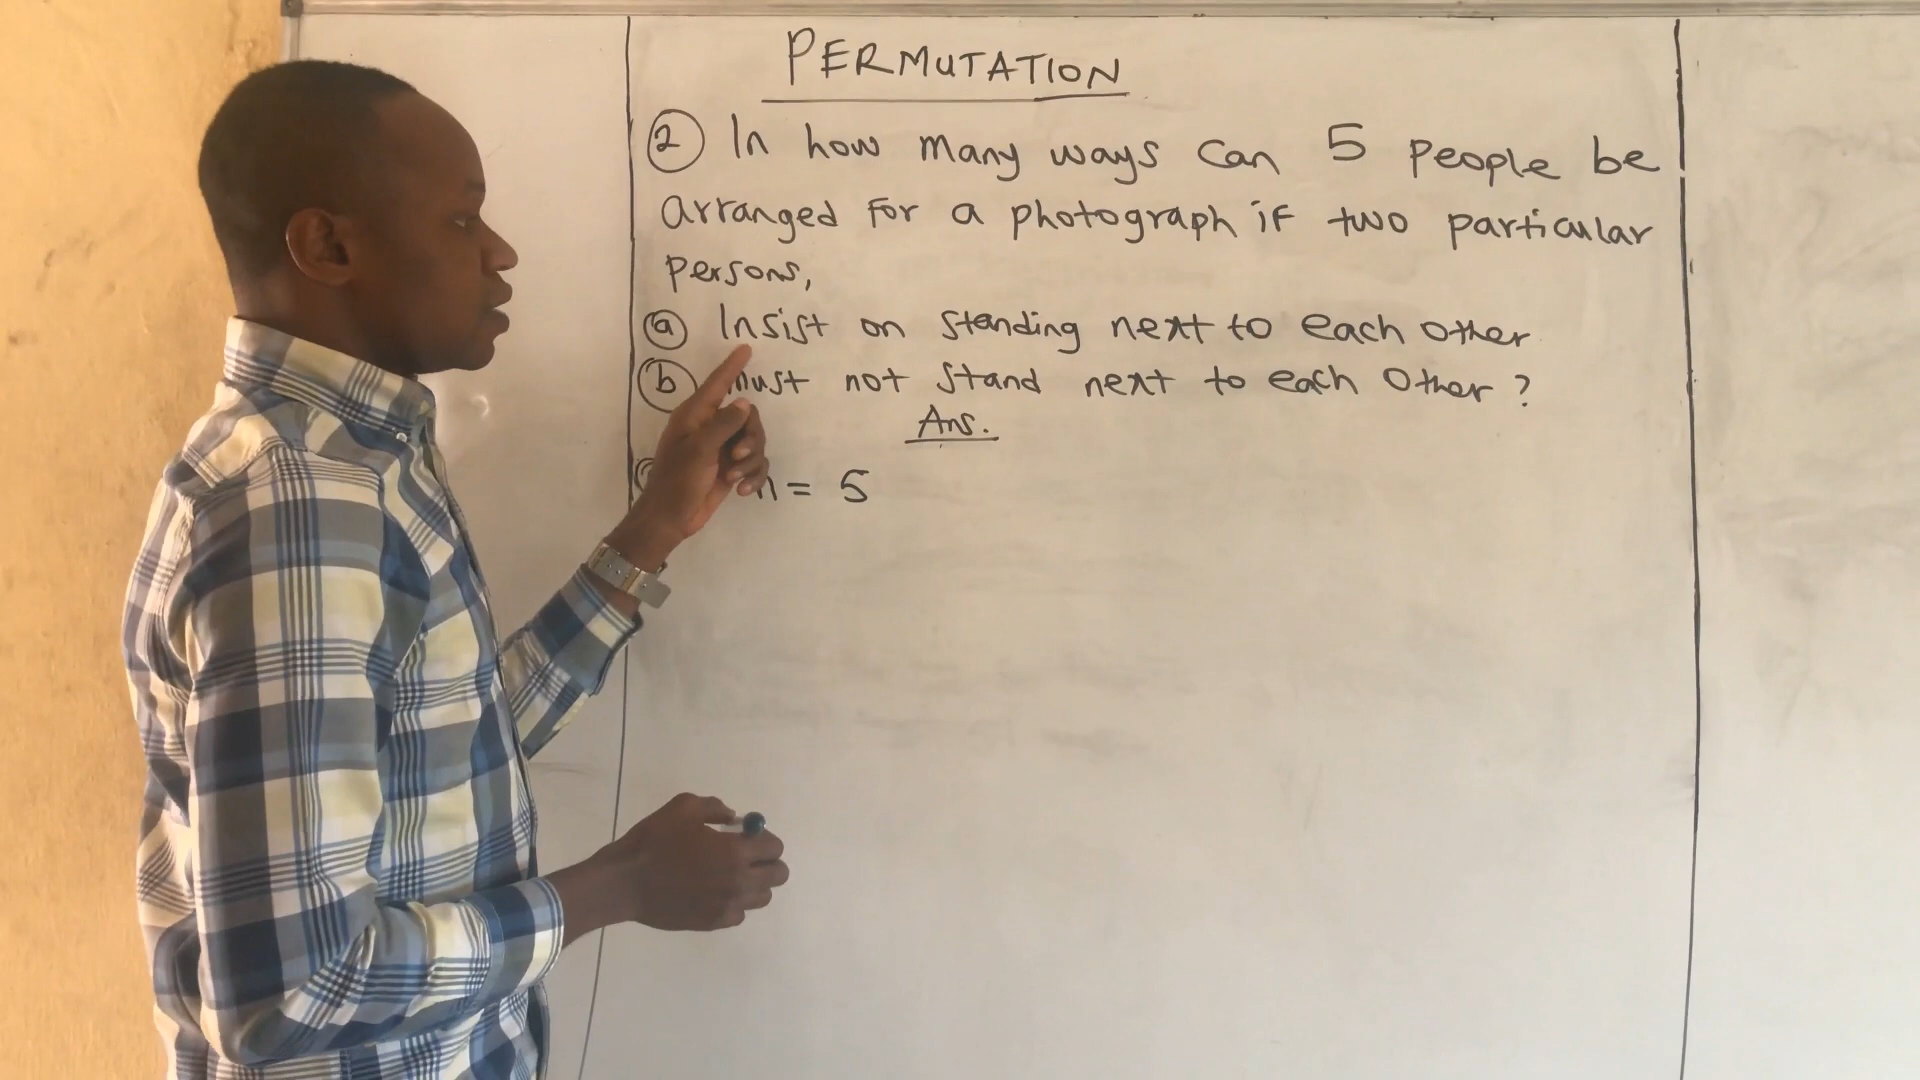 PERMUTATION
2 In how many ways can 5 people be
arranged for a photograph if two particular
persons,
a Insist on standing next to each other
b must not stand next to each other?
Ans.
n = 5